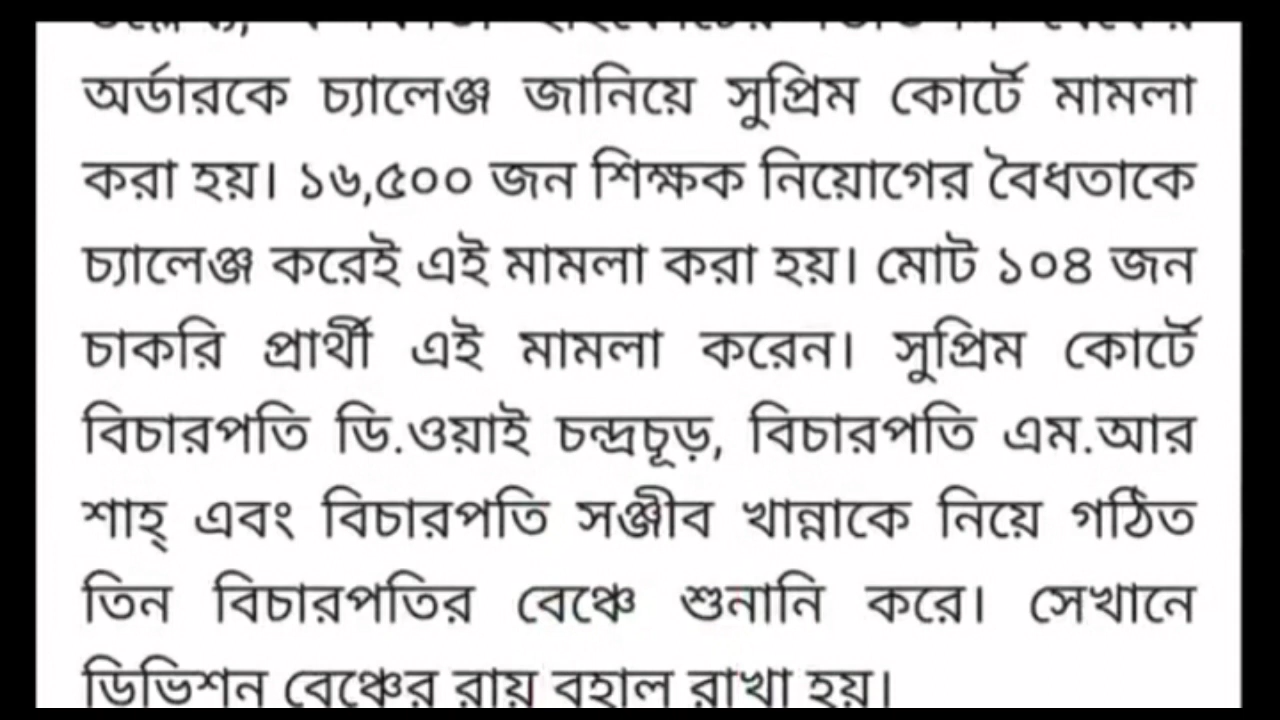 অর্ডারকে চ্যালেঞ্জ জানিয়ে সুপ্রিম কোর্টে মামলা
করা হয়। ১৬,৫০০ জন শিক্ষক নিয়োগের বৈধতাকে
চ্যালেঞ্জ করেই এই মামলা করা হয়। মোট ১০৪ জন
চাকরি প্রার্থী এই মামলা করেন। সুপ্রিম কোর্টে
বিচারপতি ডি.ওয়াই চন্দ্রচূড়, বিচারপতি এম.আর
শাহ্ এবং বিচারপতি সঞ্জীব খান্নাকে নিয়ে গঠিত
তিন বিচারপতির বেঞ্চে শুনানি করে। সেখানে
ডিভিশন বেঞ্চের রায় বহাল রাখা হয়।